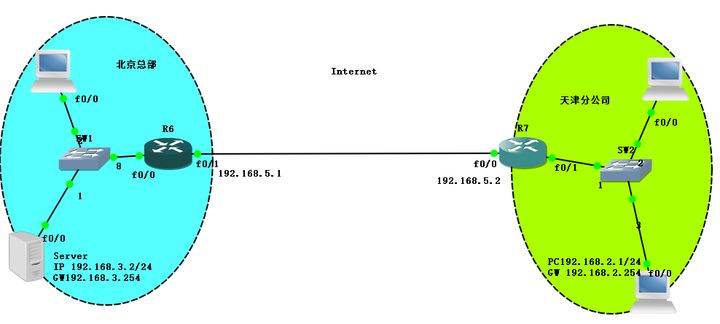 北京总部
Internet
天津分公司
f0/0
SW1
R6
8
f0/0
f0/1
192.168.5.1
1
f0/0
Server
IP 192.168.3.2/24
GW192.168.3.254
R7
f0/0
192.168.5.2
f0/1
1
SW2
2
f0/0
3
PC192.168.2.1/24
GW 192.168.2.254
f0/0